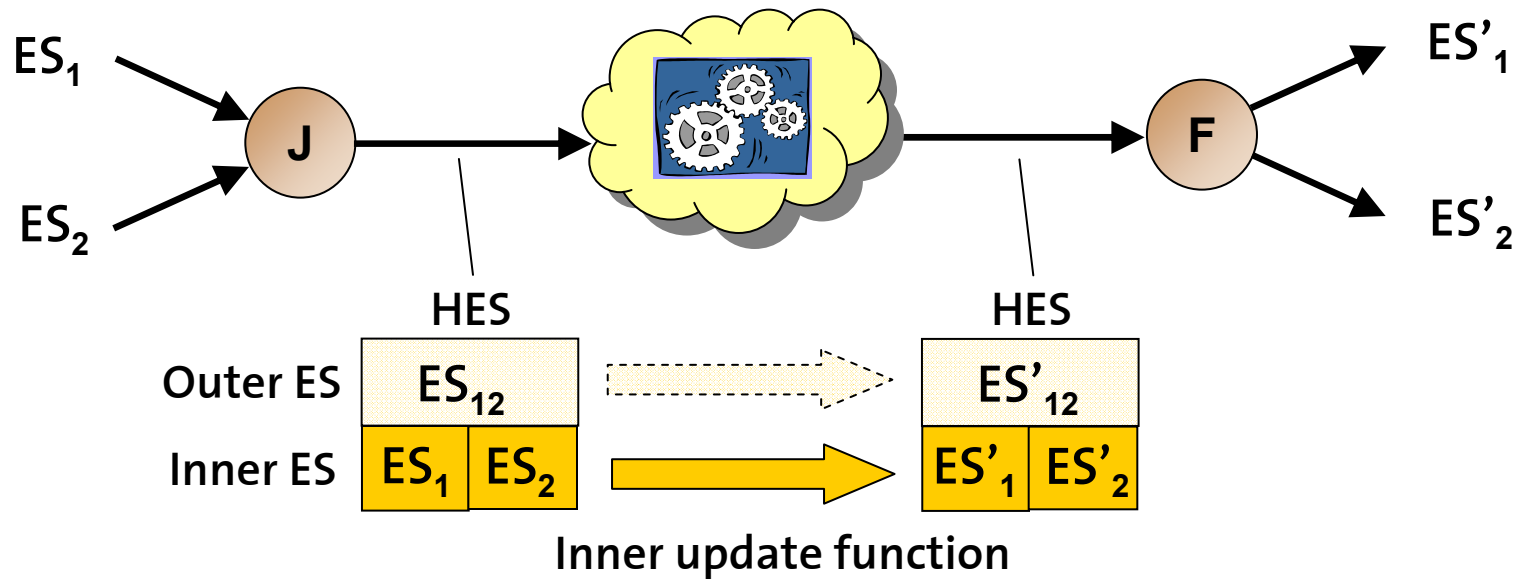 ES₁
J
F
ES’₁
ES₂
ES’₂
HES
HES
Outer ES
ES₁₂
ES’₁₂
Inner ES
ES₁ ES₂
ES’₁ ES’₂
Inner update function